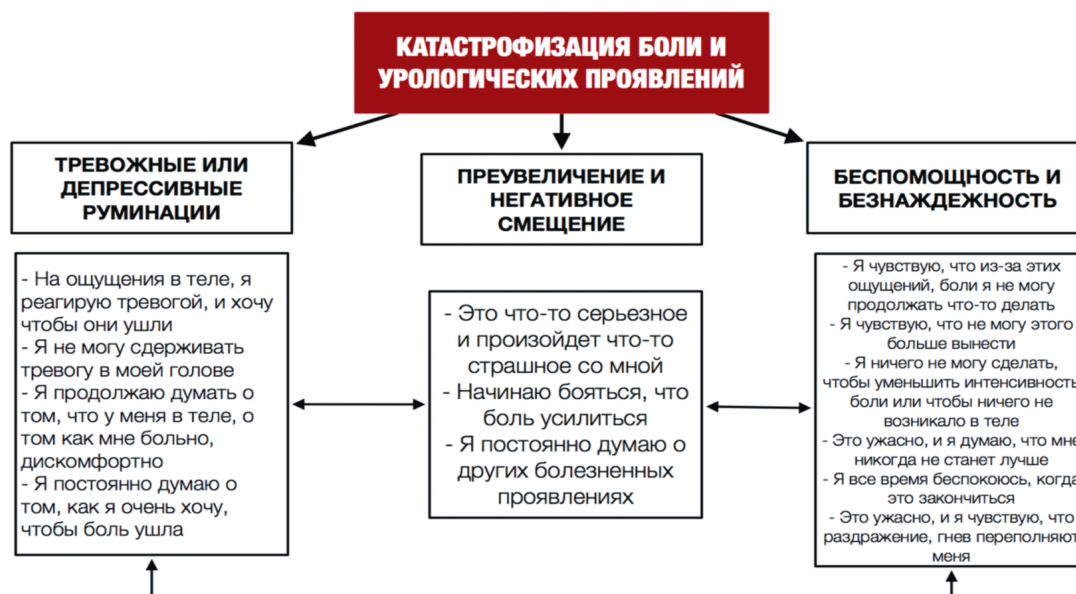 КАТАСТРОФИЗАЦИЯ БОЛИ И
УРОЛОГИЧЕСКИХ ПРОЯВЛЕНИЙ
ТРЕВОЖНЫЕ ИЛИ
ДЕПРЕССИВНЫЕ
РУМИНАЦИИ
- На ощущения в теле, я
реагирую тревогой, и хочу
чтобы они ушли
- Я не могу сдерживать
тревогу в моей голове
- Я продолжаю думать о
том, что у меня в теле, о
том как мне больно,
дискомфортно
- Я постоянно думаю о
том, как я очень хочу,
чтобы боль ушла
ПРЕУВЕЛИЧЕНИЕ И
НЕГАТИВНОЕ
СМЕЩЕНИЕ
- Это что-то серьезное
и произойдет что-то
страшное со мной
- Начинаю бояться, что
боль усилиться
- Я постоянно думаю о
других болезненных
проявлениях
БЕСПОМОЩНОСТЬ И
БЕЗНАЖДЕЖНОСТЬ
- Я чувствую, что из-за этих
ощущений, боли я не могу
продолжать что-то делать
- Я чувствую, что не могу этого
больше вынести
- Я ничего не могу сделать,
чтобы уменьшить интенсивность
боли или чтобы ничего не
возникало в теле
- Это ужасно, и я думаю, что мне
никогда не станет лучше
- Я все время беспокоюсь, когда
это закончиться
- Это ужасно, и я чувствую, что
раздражение, гнев переполняют
меня